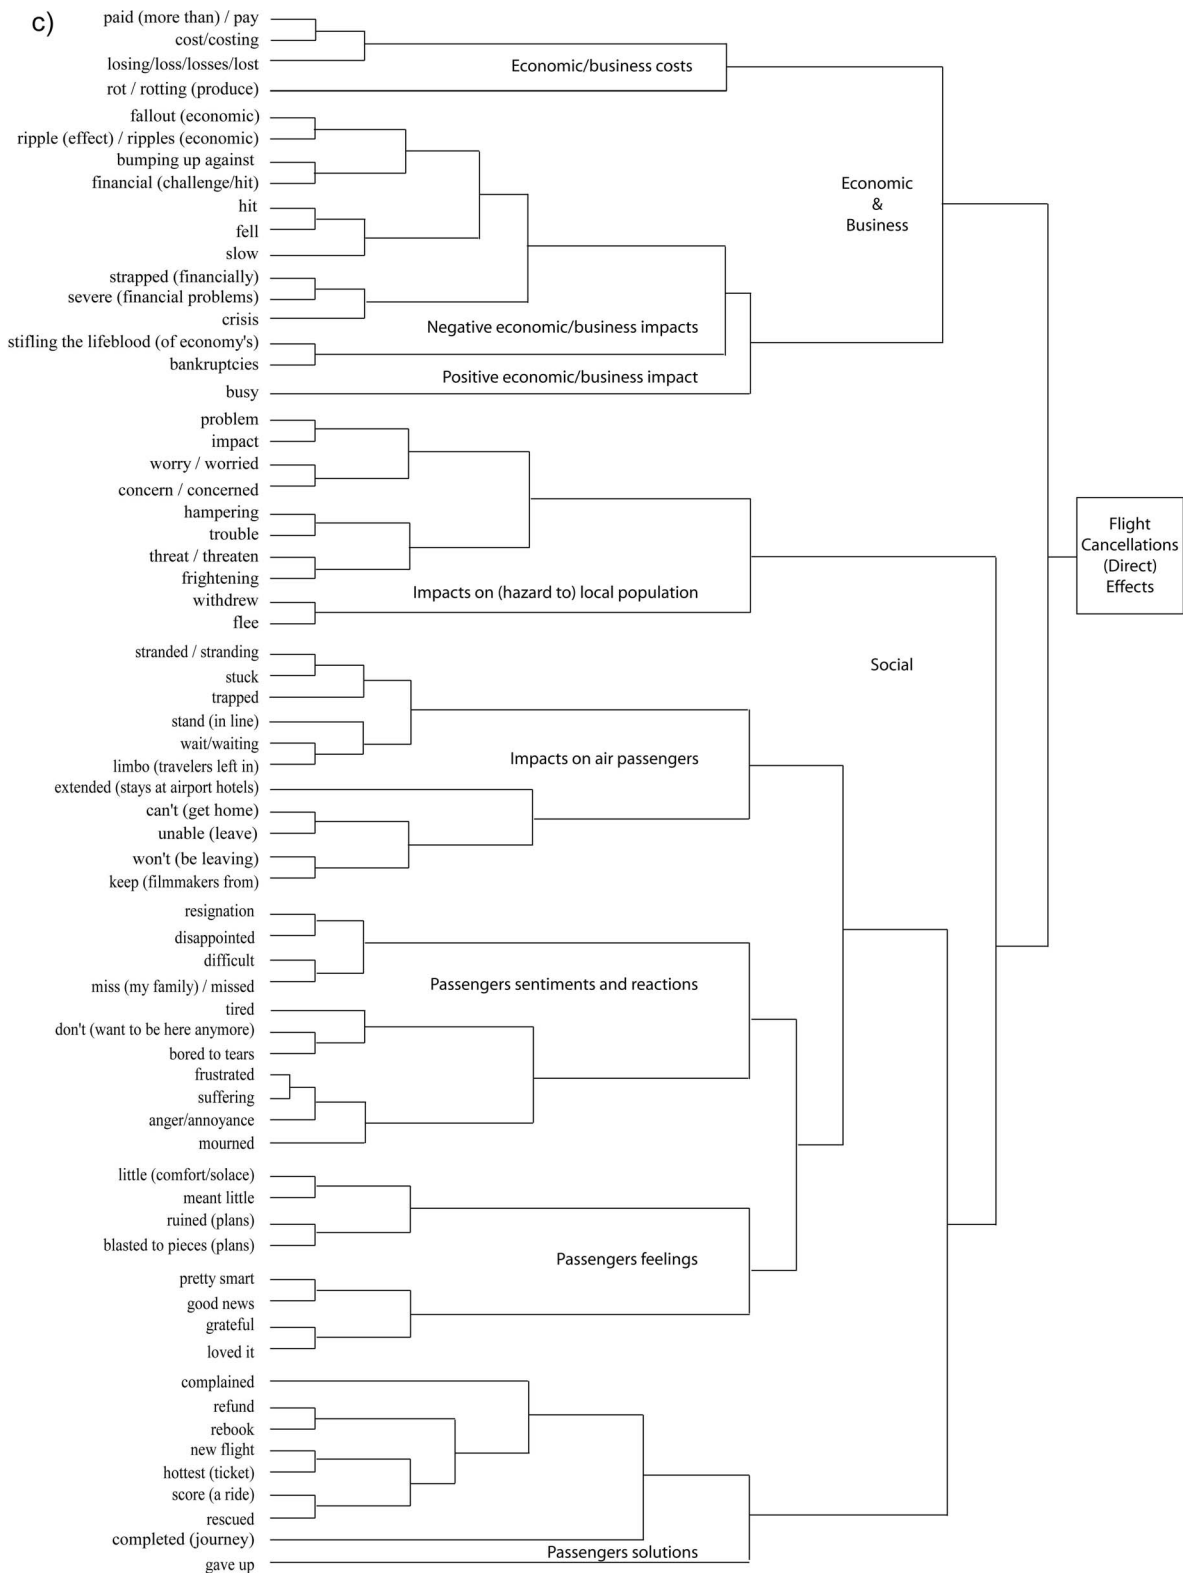 c)
paid (more than) / pay
cost/costing
losing/loss/losses/lost
Economic/business costs
rot / rotting (produce)
fallout (economic)
ripple (effect) / ripples (economic)
bumping up against
financial (challenge/hit)
Economic
&
Business
hit
fell
slow
strapped (financially)
severe (financial problems)
crisis
Negative economic/business impacts
stifling the lifeblood (of economy's)
bankruptcies
Positive economic/business impact
busy
problem
impact
worry / worried
concern / concerned
hampering
trouble
threat / threaten
frightening
Flight
Cancellations
(Direct)
Effects
Impacts on (hazard to) local population
withdrew
flee
stranded / stranding
Social
stuck
trapped
stand (in line)
wait/waiting
Impacts on air passengers
limbo (travelers left in)
extended (stays at airport hotels)
can't (get home)
unable (leave)
won't (be leaving)
keep (filmmakers from)
resignation
disappointed
difficult
miss (my family) / missed
Passengers sentiments and reactions
tired
don't (want to be here anymore)
bored to tears
frustrated
suffering
anger/annoyance
mourned
little (comfort/solace)
meant little
ruined (plans)
blasted to pieces (plans)
Passengers feelings
pretty smart
good news
grateful
loved it
complained
refund
rebook
new flight
hottest (ticket)
score (a ride)
rescued
completed (journey)
Passengers solutions
gave up